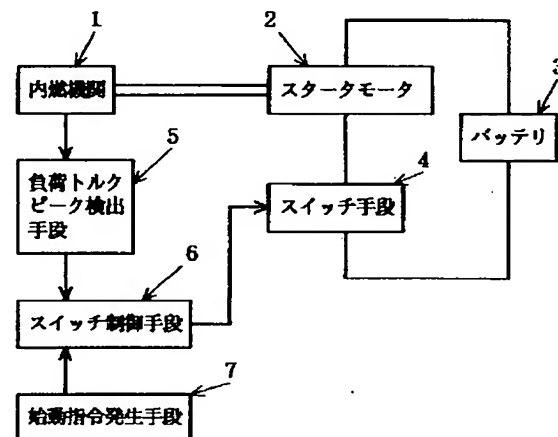 1
2
3
内燃機関
スタータモータ
バッテリ
5
4
負荷トルク
ピーク検出
手段
スイッチ手段
6
スイッチ制御手段
7
始動指令発生手段